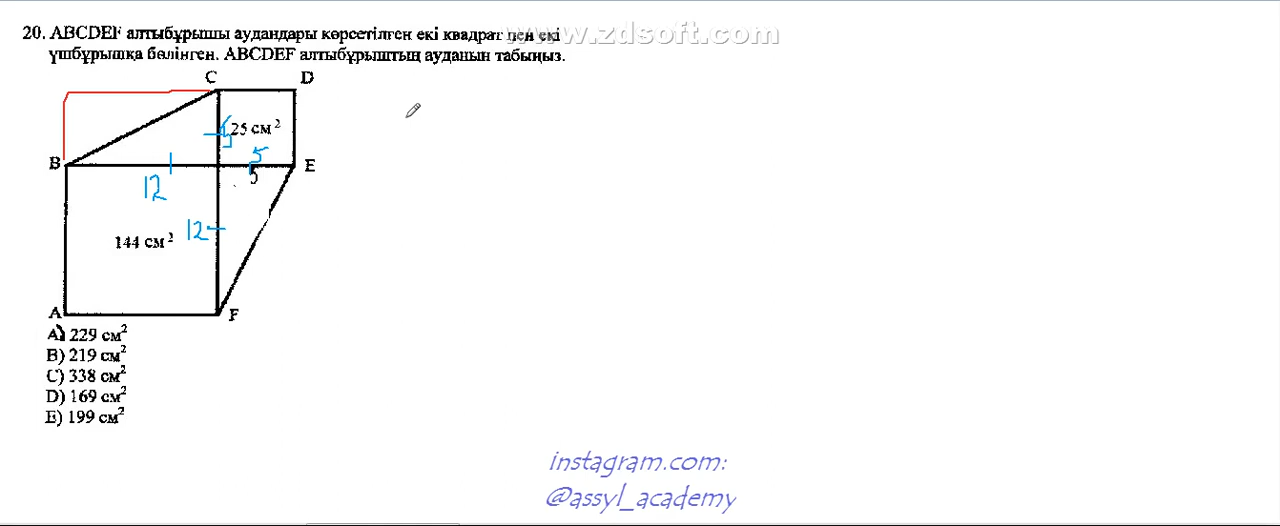 www.zdsoft.com
20. ABCDEF алтыбұрышы аудандары көрсетілген екі квадрат пен екі
үшбұрышқа бөлінген. ABCDEF алтыбұрыштың ауданын табыңыз.
C D
25 см²
5
5
B E
12
5
12
144 см²
A F
A) 229 см²
B) 219 см²
C) 338 см²
D) 169 см²
E) 199 см²
instagram.com:
@assyl_academy